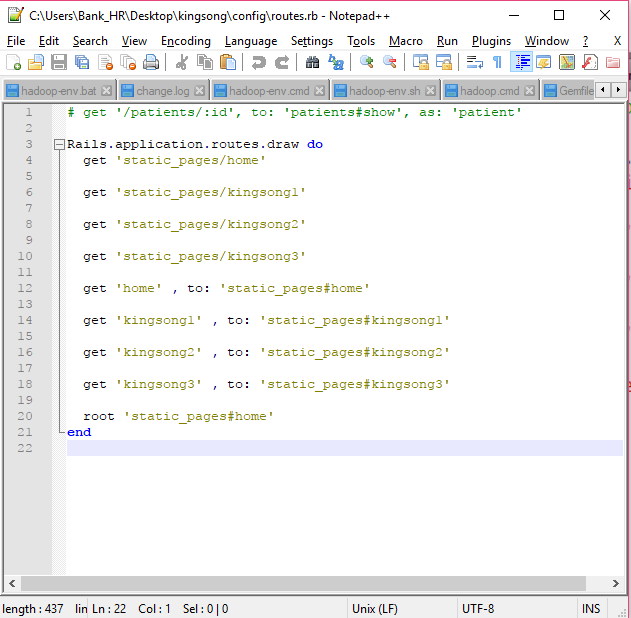 C:\Users\Bank_HR\Desktop\kingsong\config\routes.rb - Notepad++
File Edit Search View Encoding Language Settings Tools Macro Run Plugins Window ? X
hadoop-env.bat change.log hadoop-env.cmd hadoop-env.sh hadoop.cmd Gemfile
1 # get '/patients/:id', to: 'patients#show', as: 'patient'
2
3 Rails.application.routes.draw do
4 get 'static_pages/home'
5
6 get 'static_pages/kingsong1'
7
8 get 'static_pages/kingsong2'
9
10 get 'static_pages/kingsong3'
11
12 get 'home' , to: 'static_pages#home'
13
14 get 'kingsong1' , to: 'static_pages#kingsong1'
15
16 get 'kingsong2' , to: 'static_pages#kingsong2'
17
18 get 'kingsong3' , to: 'static_pages#kingsong3'
19
20 root 'static_pages#home'
21 end
22
length : 437 lin Ln : 22 Col : 1 Sel : 0 | 0 Unix (LF) UTF-8 INS